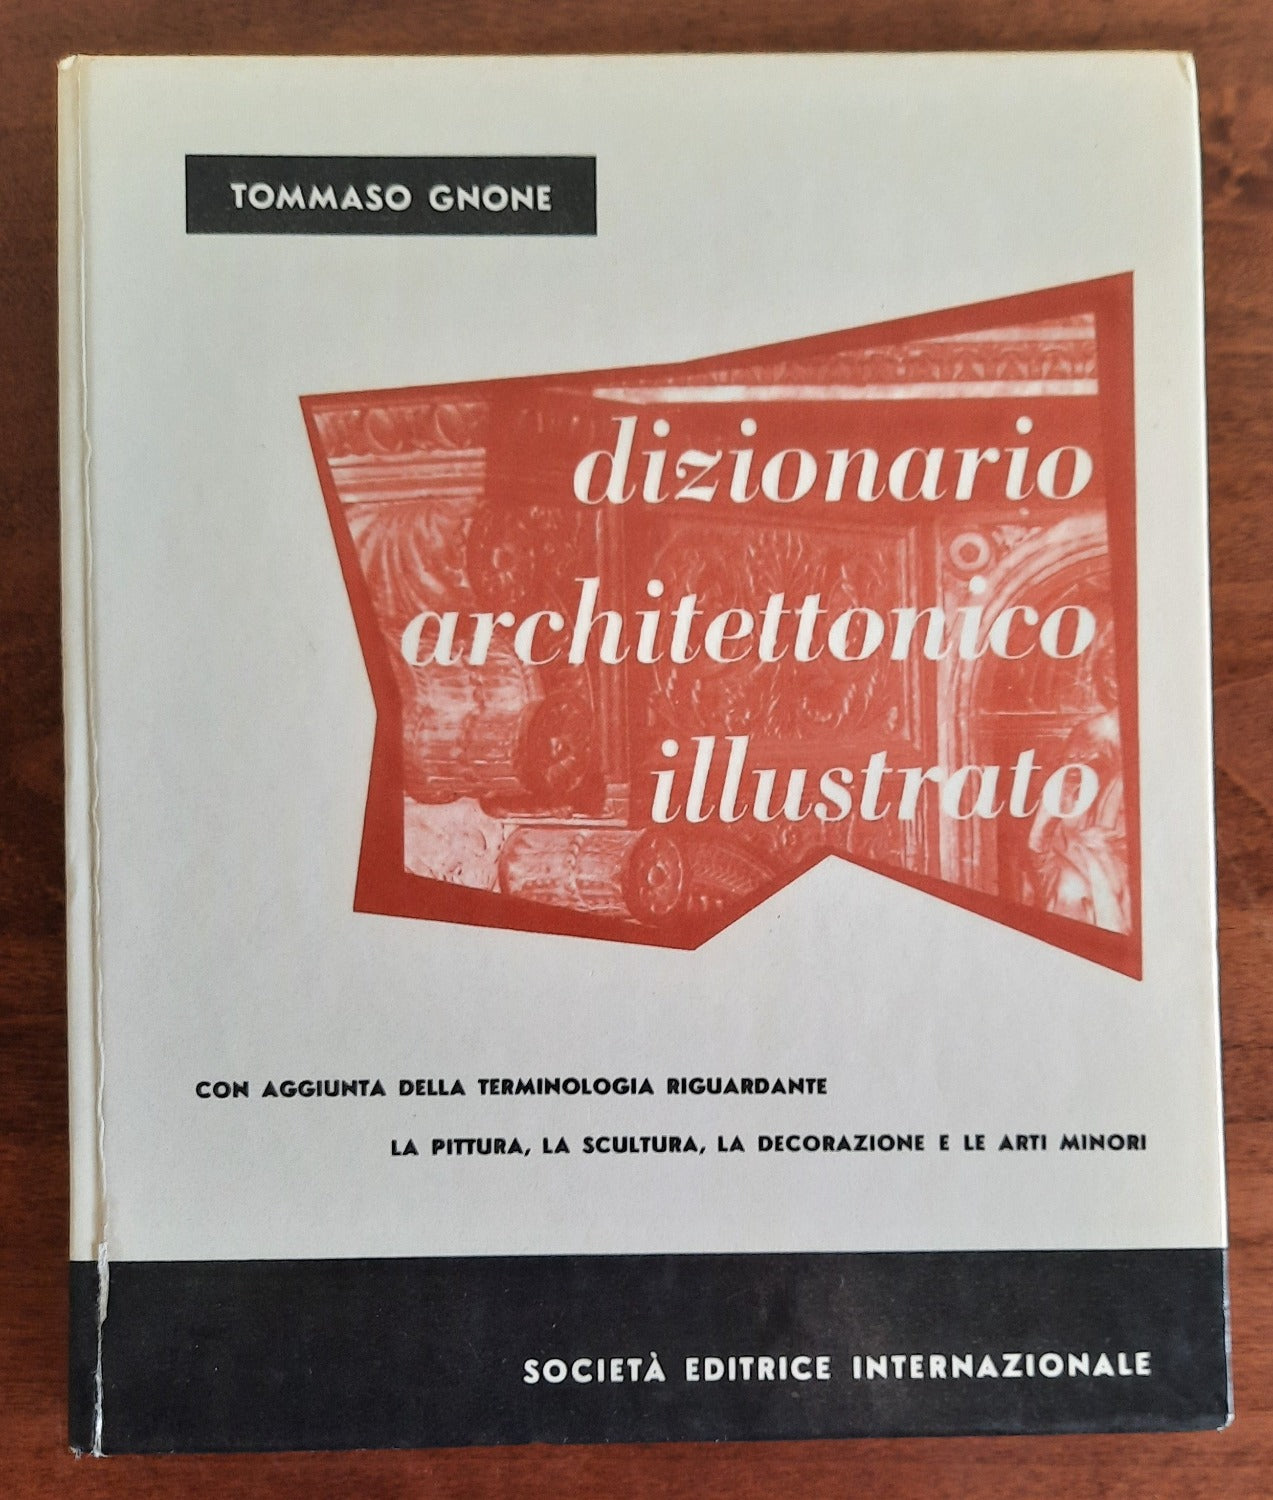 TOMMASO GNONE
dizionario
architettonico
illustrato
CON AGGIUNTA DELLA TERMINOLOGIA RIGUARDANTE
LA PITTURA, LA SCULTURA, LA DECORAZIONE E LE ARTI MINORI
SOCIETÀ EDITRICE INTERNAZIONALE